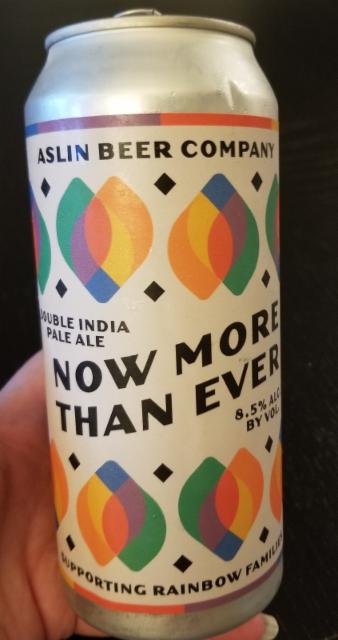 ASLIN BEER COMPANY
DOUBLE INDIA
PALE ALE
NOW MORE
THAN EVER
8.5% ALC.
BY VOL.
SUPPORTING RAINBOW FAMILIES